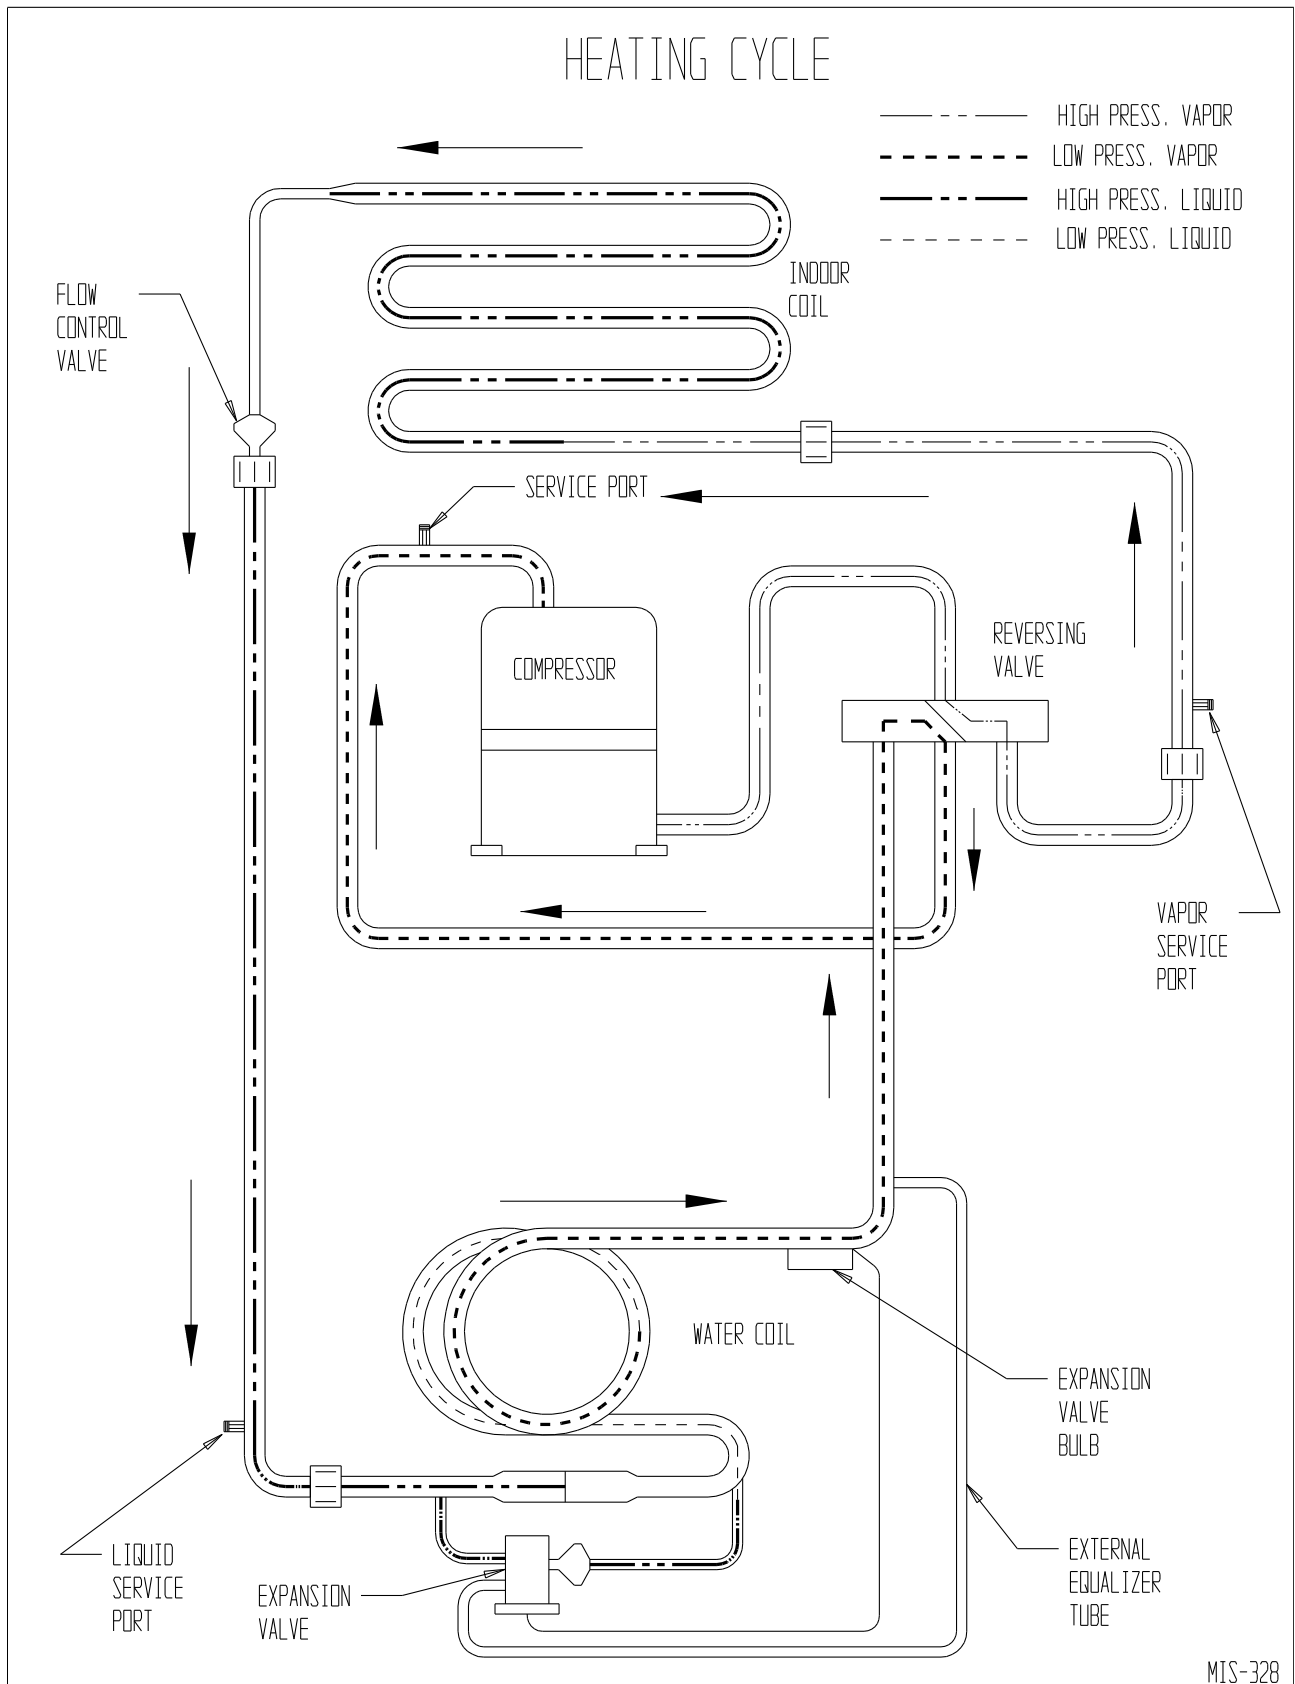 HEATING CYCLE
HIGH PRESS. VAPOR
LOW PRESS. VAPOR
HIGH PRESS. LIQUID
LOW PRESS. LIQUID
INDOOR
COIL
FLOW
CONTROL
VALVE
SERVICE PORT
REVERSING
VALVE
COMPRESSOR
VAPOR
SERVICE
PORT
WATER COIL
EXPANSION
VALVE
BULB
LIQUID
SERVICE
PORT
EXPANSION
VALVE
EXTERNAL
EQUALIZER
TUBE
MIS-328